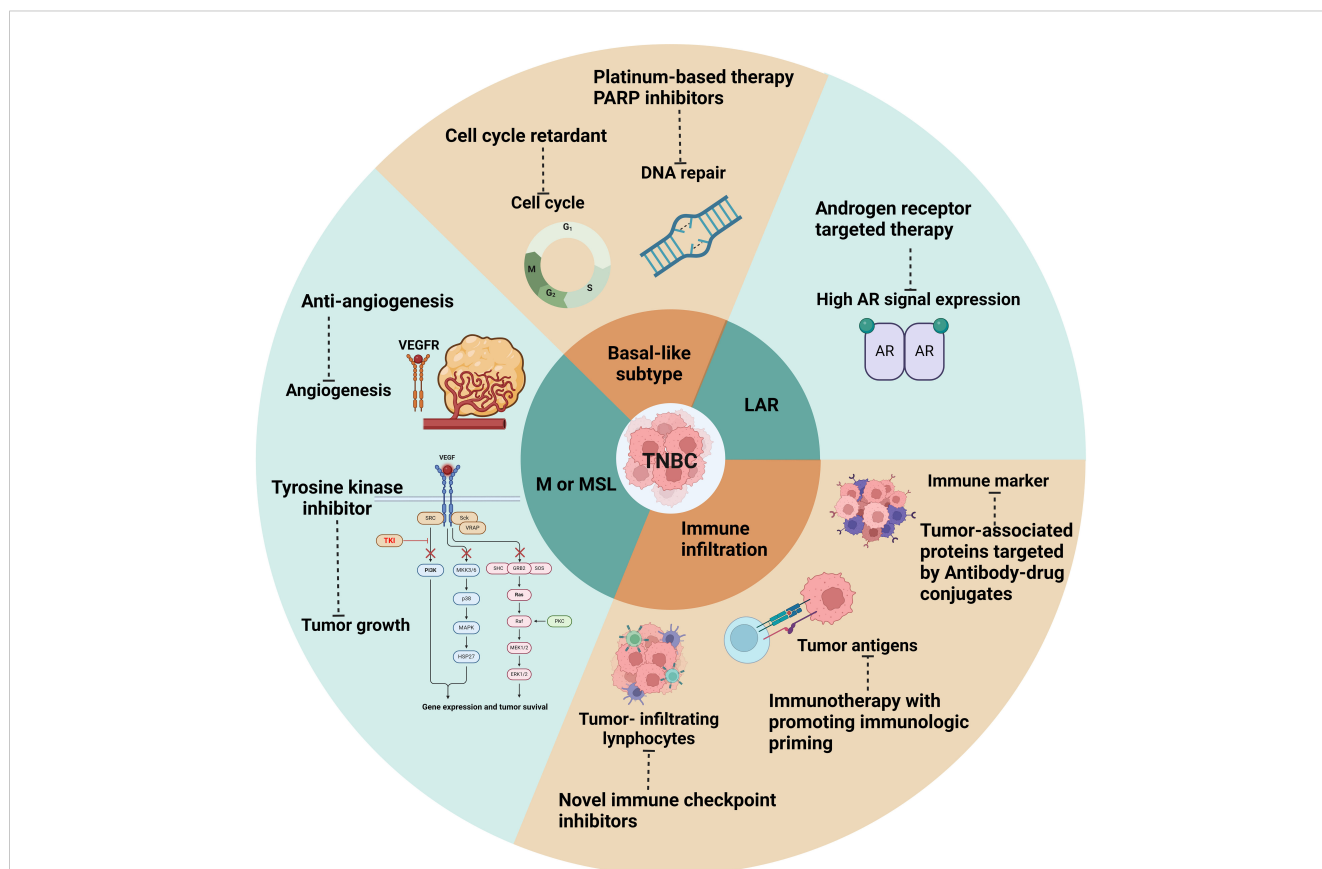 Platinum-based therapy
PARP inhibitors
Cell cycle retardant
DNA repair
Cell cycle
G1
M
G2
S
Androgen receptor
targeted therapy
High AR signal expression
AR
AR
Anti-angiogenesis
VEGFR
Angiogenesis
Basal-like
subtype
LAR
TNBC
M or MSL
Immune
infiltration
VEGF
Tyrosine kinase
inhibitor
SRC
Sck
VRAP
TKI
PI3K
MKK3/6
SHC
GRB2
SOS
p38
Ras
MAPK
Raf
PKC
HSP27
MEK1/2
ERK1/2
Tumor growth
Gene expression and tumor suvival
Immune marker
Tumor-associated
proteins targeted
by Antibody-drug
conjugates
Tumor antigens
Immunotherapy with
promoting immunologic
priming
Tumor- infiltrating
lymphocytes
Novel immune checkpoint
inhibitors